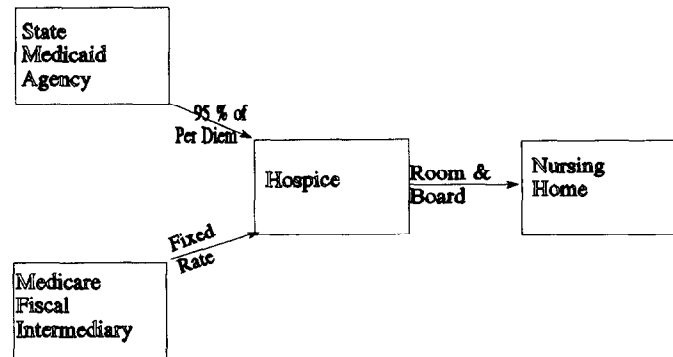 State
Medicaid
Agency
95 % of
Per Diem
Hospice
Room &
Board
Nursing
Home
Fixed
Rate
Medicare
Fiscal
Intermediary